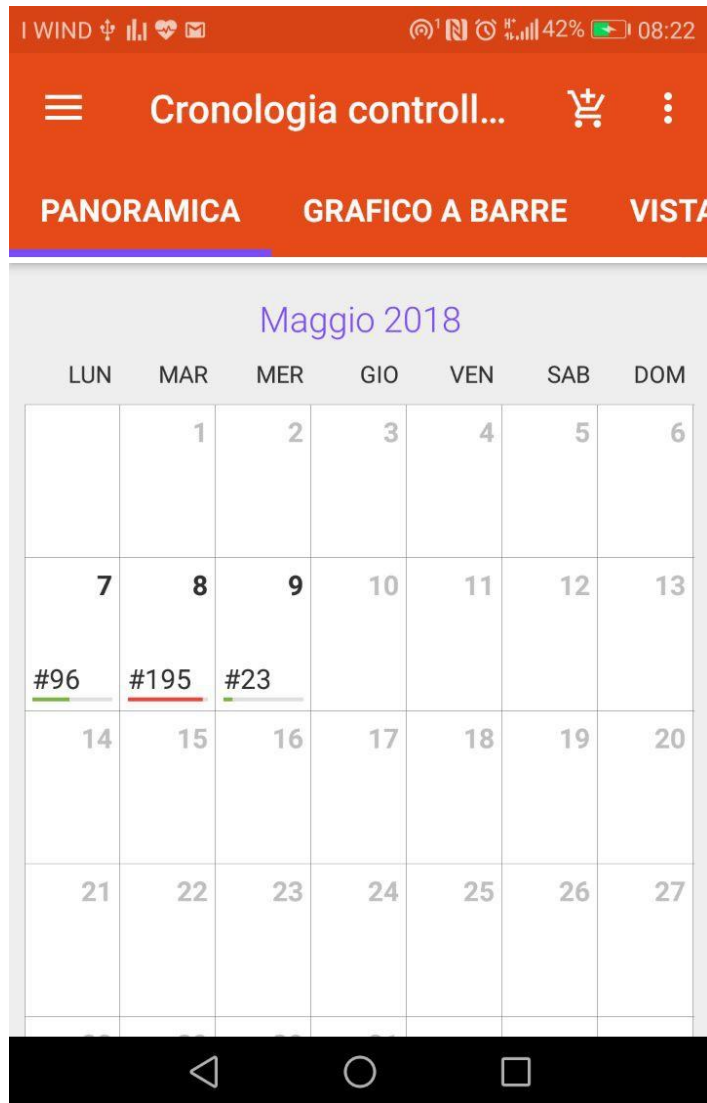 I WIND 42% 08:22
Cronologia controll...
PANORAMICA GRAFICO A BARRE VISTA
Maggio 2018
LUN MAR MER GIO VEN SAB DOM
1 2 3 4 5 6
7 8 9 10 11 12 13
#96 #195 #23
14 15 16 17 18 19 20
21 22 23 24 25 26 27